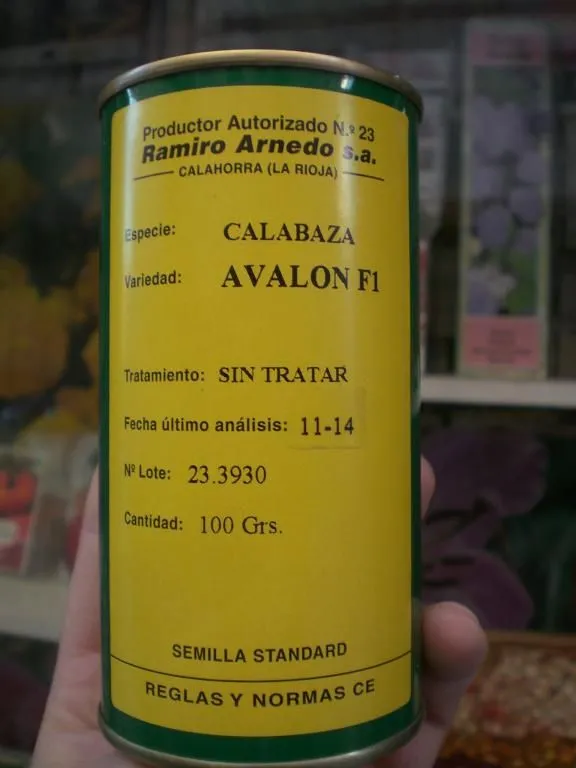 Productor Autorizado N.º 23
Ramiro Arnedo s.a.
CALAHORRA (LA RIOJA)
Especie: CALABAZA
Variedad: AVALON F1
Tratamiento: SIN TRATAR
Fecha último análisis: 11-14
Nº Lote: 23.3930
Cantidad: 100 Grs.
SEMILLA STANDARD
REGLAS Y NORMAS CE